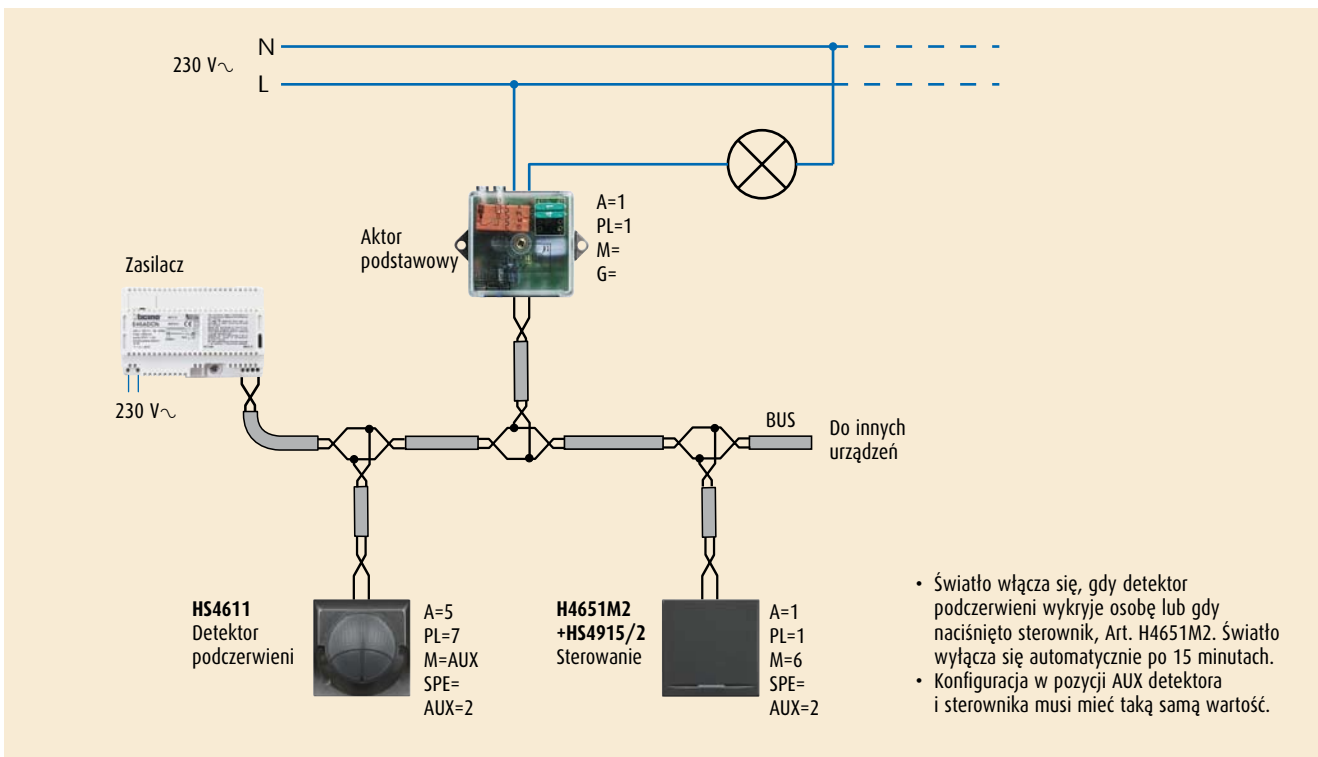 N
230 V~
L
A=1
PL=1
M=
G=
Aktor
podstawowy
Zasilacz
bticino
E46ADCN
230 V~
BUS
Do innych
urządzeń
HS4611
Detektor
podczerwieni
A=5
PL=7
M=AUX
SPE=
AUX=2
H4651M2
+HS4915/2
Sterowanie
A=1
PL=1
M=6
SPE=
AUX=2
• Światło włącza się, gdy detektor
podczerwieni wykryje osobę lub gdy
naciśnięto sterownik, Art. H4651M2. Światło
wyłącza się automatycznie po 15 minutach.
• Konfiguracja w pozycji AUX detektora
i sterownika musi mieć taką samą wartość.